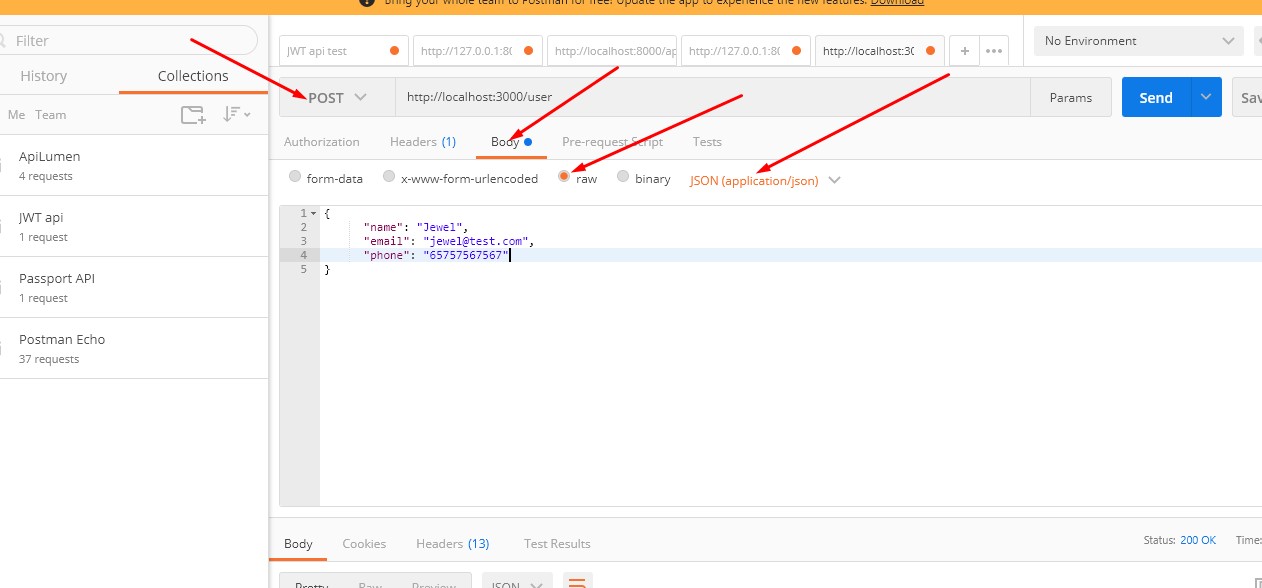 Bring your whole team to Postman for free! Update the app to experience the new features. Download
Filter
History Collections
Me Team
ApiLumen
4 requests
JWT api
1 request
Passport API
1 request
Postman Echo
37 requests
JWT api test http://127.0.0.1:8( http://localhost:8000/ap http://127.0.0.1:8( http://localhost:3( + •••
No Environment
POST http://localhost:3000/user Params Send Sav
Authorization Headers (1) Body Pre-request Script Tests
form-data x-www-form-urlencoded raw binary JSON (application/json)
1 {
2 "name": "Jewel",
3 "email": "jewel@test.com",
4 "phone": "65757567567"
5 }
Body Cookies Headers (13) Test Results Status: 200 OK Time:
Pretty Raw Preview JSON